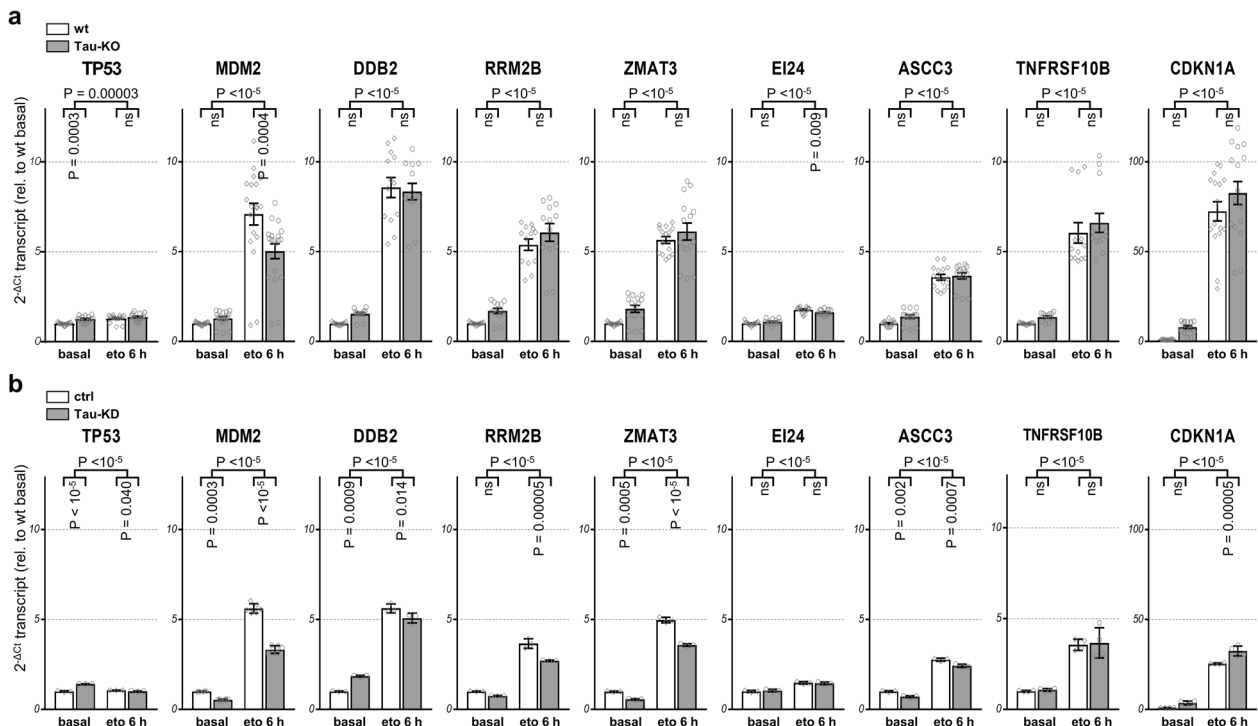 a
wt
Tau-KO
TP53 MDM2 DDB2 RRM2B ZMAT3 EI24 ASCC3 TNFRSF10B CDKN1A
P = 0.00003 P <10-5 P <10-5 P <10-5 P <10-5 P <10-5 P <10-5 P <10-5 P <10-5
P = 0.0003 ns ns P = 0.0004 ns ns ns ns ns ns ns P = 0.009 ns ns ns ns ns ns
2-ΔCt transcript (rel. to wt basal)
10 10 10 10 10 10 10 10 100
5 5 5 5 5 5 5 5 50
0 0 0 0 0 0 0 0 0
basal eto 6 h basal eto 6 h basal eto 6 h basal eto 6 h basal eto 6 h basal eto 6 h basal eto 6 h basal eto 6 h basal eto 6 h
b
ctrl
Tau-KD
TP53 MDM2 DDB2 RRM2B ZMAT3 EI24 ASCC3 TNFRSF10B CDKN1A
P <10-5 P <10-5 P <10-5 P <10-5 P <10-5 P <10-5 P <10-5 P <10-5 P <10-5
P < 10-5 P = 0.040 P = 0.0003 P <10-5 P = 0.0009 P = 0.014 ns P = 0.00005 P = 0.0005 P < 10-5 ns ns P = 0.002 P = 0.0007 ns ns ns P = 0.00005
2-ΔCt transcript (rel. to wt basal)
10 10 10 10 10 10 10 10 100
5 5 5 5 5 5 5 5 50
0 0 0 0 0 0 0 0 0
basal eto 6 h basal eto 6 h basal eto 6 h basal eto 6 h basal eto 6 h basal eto 6 h basal eto 6 h basal eto 6 h basal eto 6 h